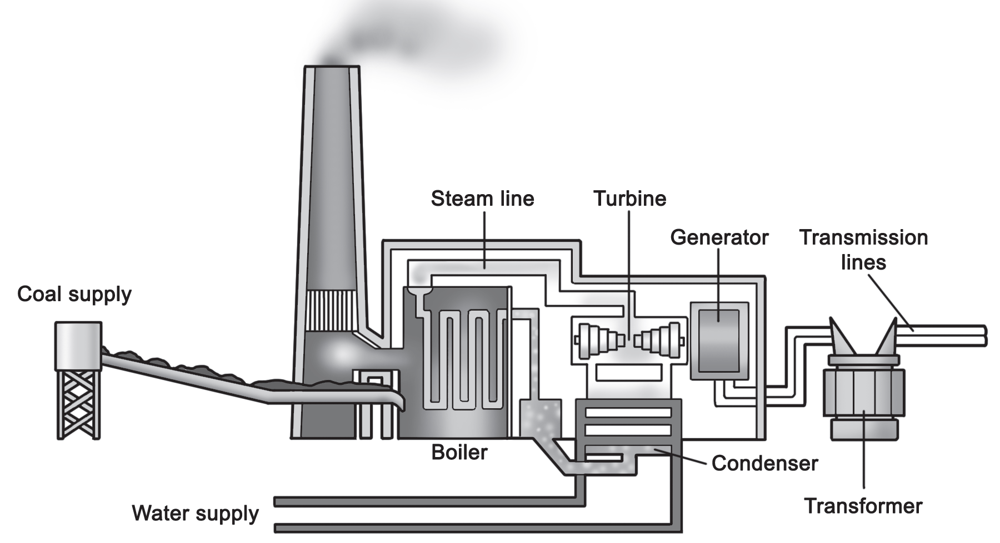 Steam line
Turbine
Generator
Transmission
lines
Coal supply
Boiler
Condenser
Water supply
Transformer